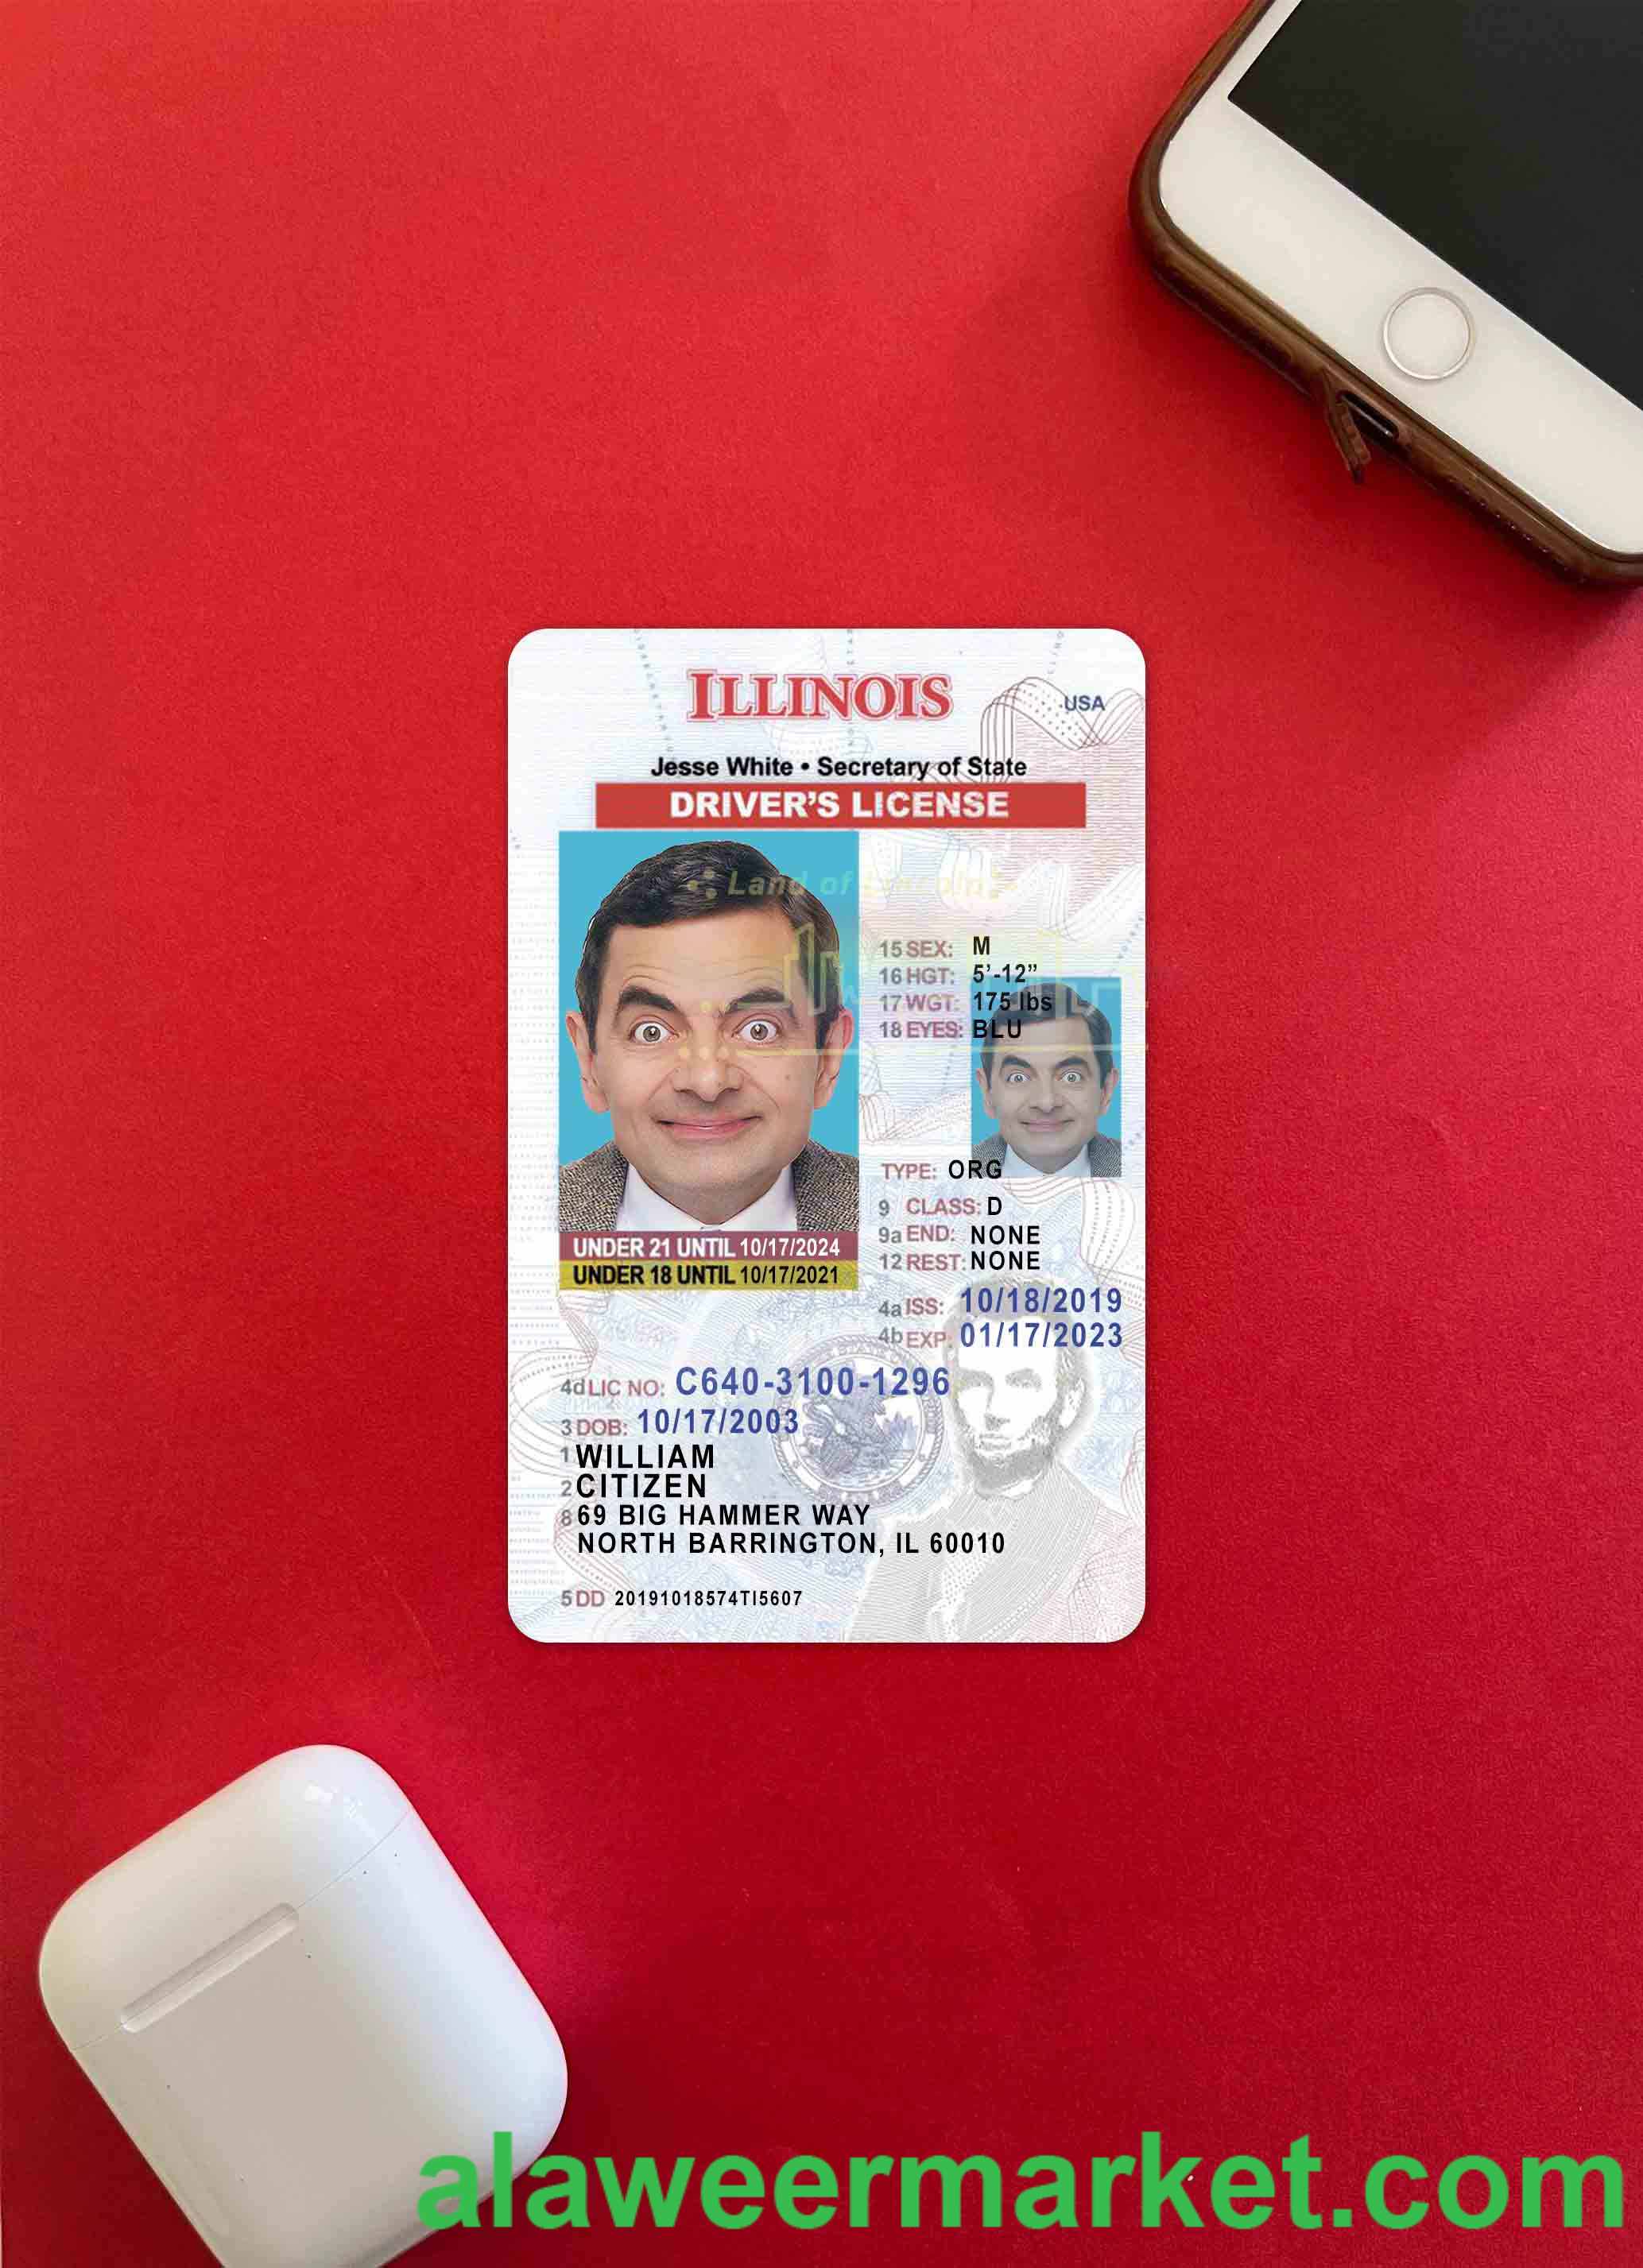 ILLINOIS
USA
Jesse White • Secretary of State
DRIVER'S LICENSE
Land of Lincoln
15 SEX: M
16 HGT: 5'-12"
17 WGT: 175 lbs
18 EYES: BLU
TYPE: ORG
9 CLASS: D
9a END: NONE
12 REST: NONE
UNDER 21 UNTIL 10/17/2024
UNDER 18 UNTIL 10/17/2021
4a ISS: 10/18/2019
4b EXP: 01/17/2023
4d LIC NO: C640-3100-1296
3 DOB: 10/17/2003
1 WILLIAM
2 CITIZEN
8 69 BIG HAMMER WAY
NORTH BARRINGTON, IL 60010
5 DD 20191018574TI5607
alaweermarket.com